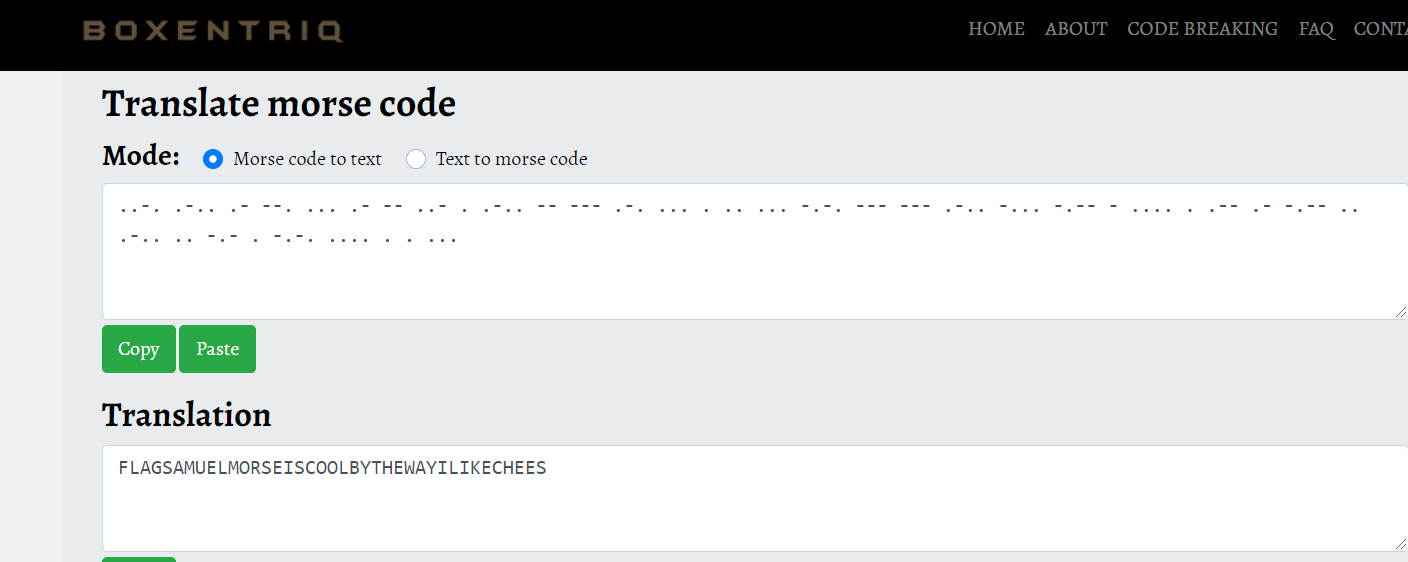 BOXENTRIQ
HOME ABOUT CODE BREAKING FAQ CONTA
Translate morse code
Mode: Morse code to text Text to morse code
..-. .-.. .- --. ... .- -- ..- . .-.. -- --- .-. ... . .. ... -.-. --- --- .-.. -... -.-- - .... . .-- .- -.-- ..
.-.. .. -.- . -.-. .... . . ...
Copy Paste
Translation
FLAGSAMUELMORSEISCOOLBYTHEWAYILIKECHEES